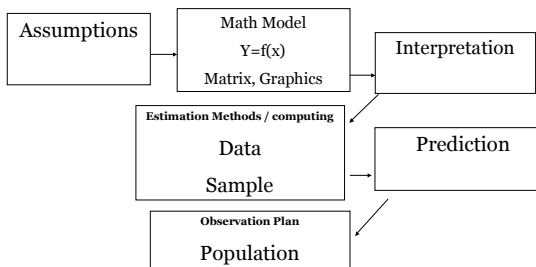 Assumptions
Math Model
Y=f(x)
Matrix, Graphics
Interpretation
Estimation Methods / computing
Data
Sample
Prediction
Observation Plan
Population